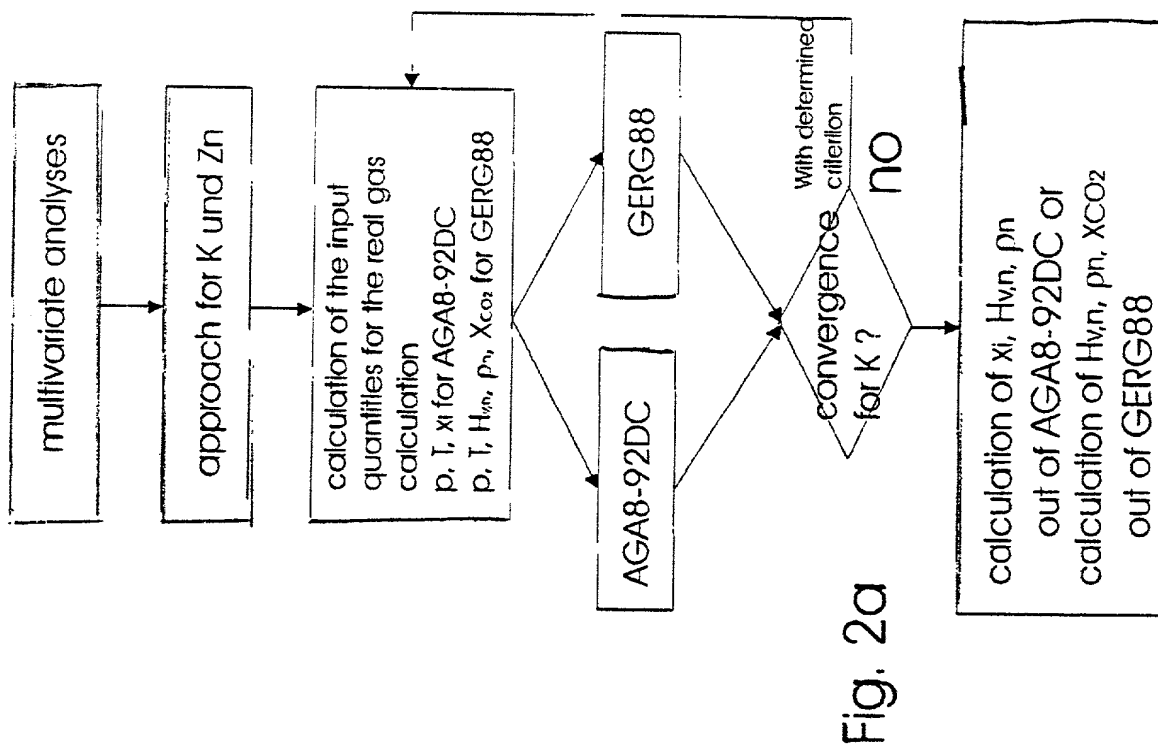 multivariate analyses
approach for K und Zn
calculation of the input
quantities for the real gas
calculation
p, T, xi for AGA8-92DC
p, T, Hv,n, ρn, XCO2 for GERG88
AGA8-92DC
GERG88
convergence
for K ?
With determined
criterilon
no
calculation of xi, Hv,n, ρn
out of AGA8-92DC or
calculation of Hv,n, ρn, XCO2
out of GERG88
Fig. 2a